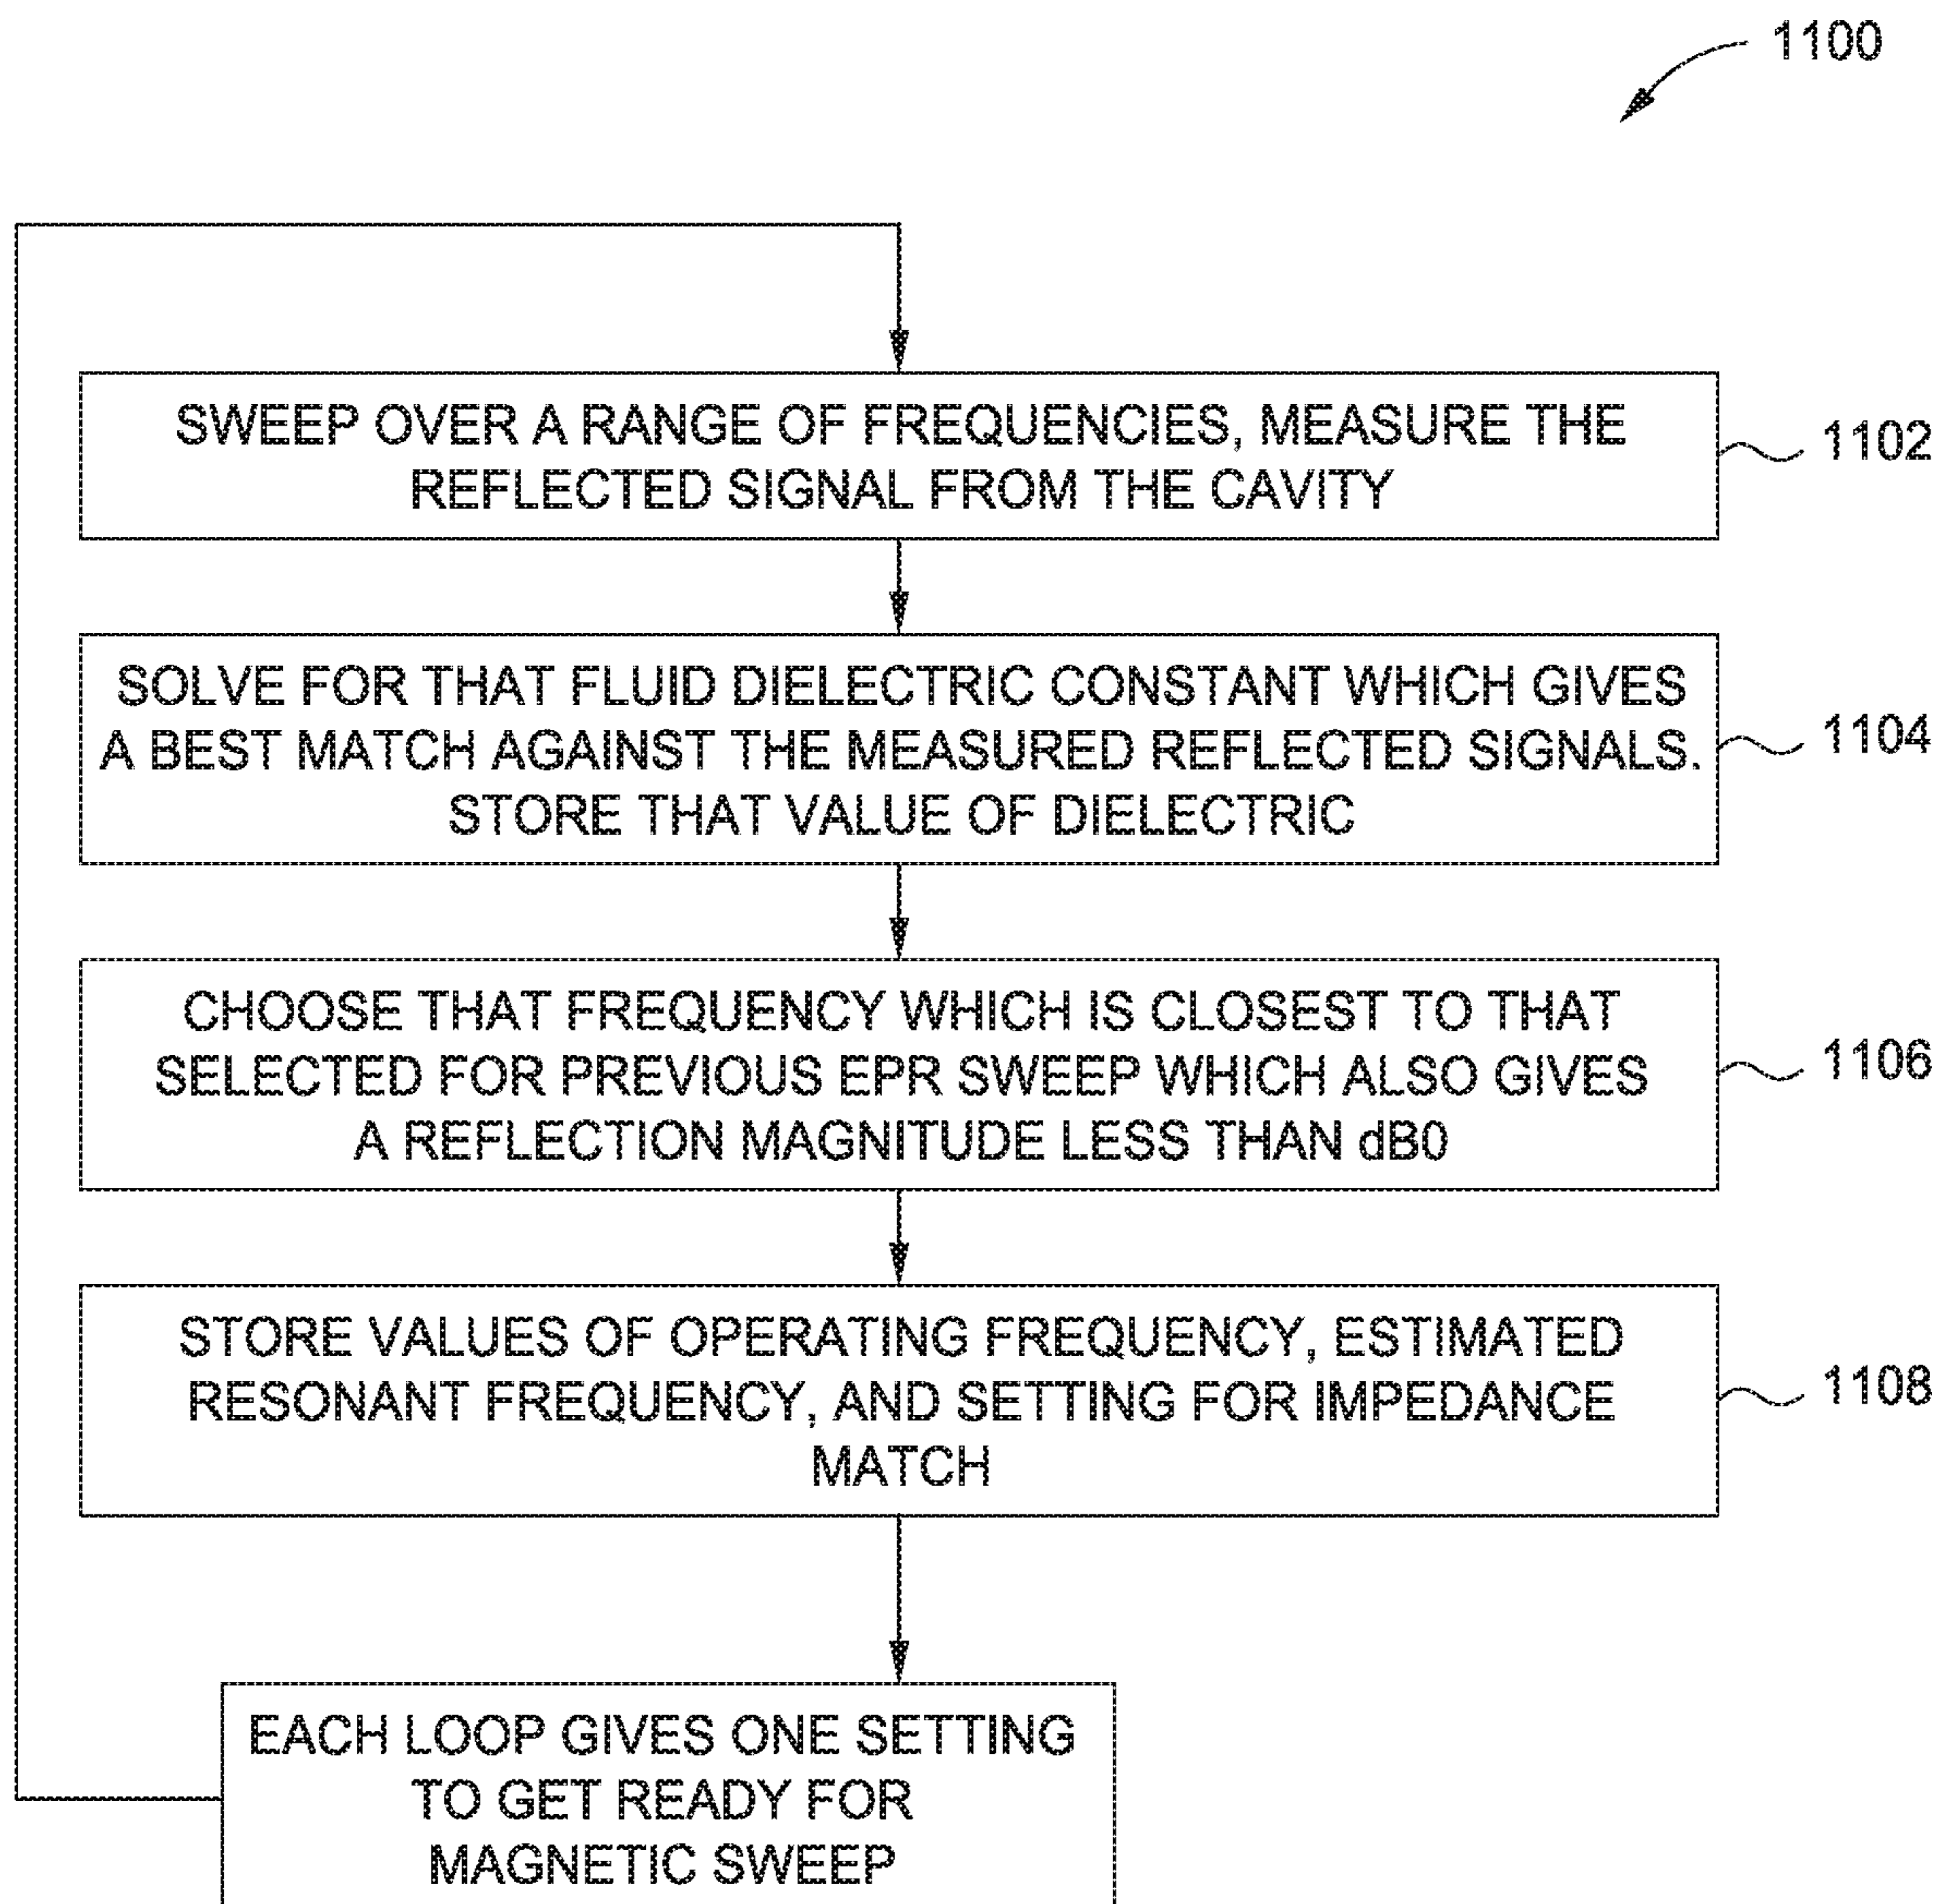 1100
SWEEP OVER A RANGE OF FREQUENCIES, MEASURE THE
REFLECTED SIGNAL FROM THE CAVITY
1102
SOLVE FOR THAT FLUID DIELECTRIC CONSTANT WHICH GIVES
A BEST MATCH AGAINST THE MEASURED REFLECTED SIGNALS.
STORE THAT VALUE OF DIELECTRIC
1104
CHOOSE THAT FREQUENCY WHICH IS CLOSEST TO THAT
SELECTED FOR PREVIOUS EPR SWEEP WHICH ALSO GIVES
A REFLECTION MAGNITUDE LESS THAN dB0
1106
STORE VALUES OF OPERATING FREQUENCY, ESTIMATED
RESONANT FREQUENCY, AND SETTING FOR IMPEDANCE
MATCH
1108
EACH LOOP GIVES ONE SETTING
TO GET READY FOR
MAGNETIC SWEEP